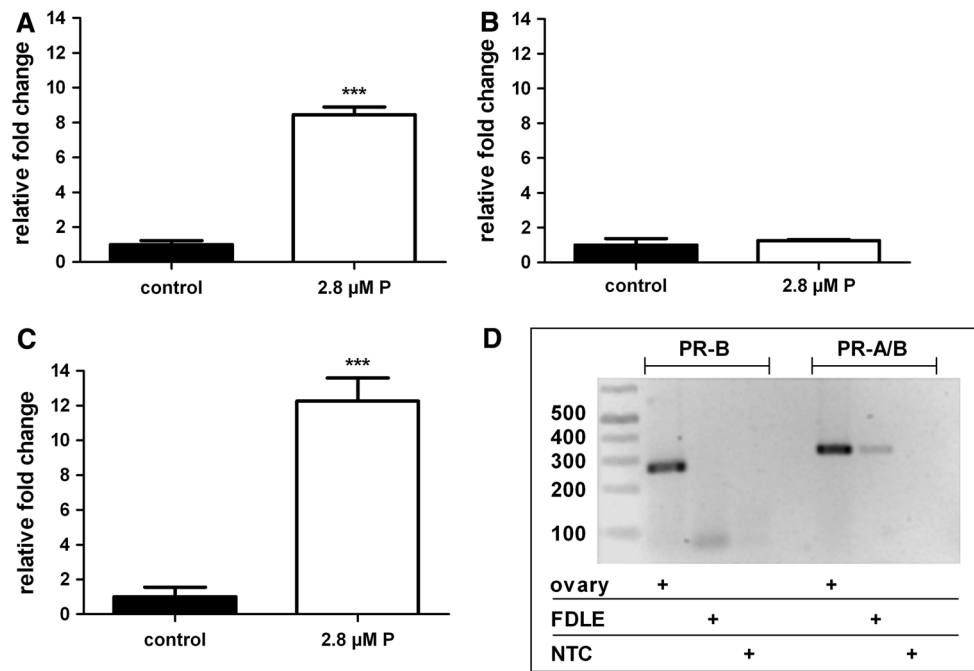 A
relative fold change
14
12
10
8
6
4
2
0
***
control
2.8 µM P
B
relative fold change
14
12
10
8
6
4
2
0
control
2.8 µM P
C
relative fold change
14
12
10
8
6
4
2
0
***
control
2.8 µM P
D
PR-B PR-A/B
500
400
300
200
100
ovary + +
FDLE + +
NTC + +